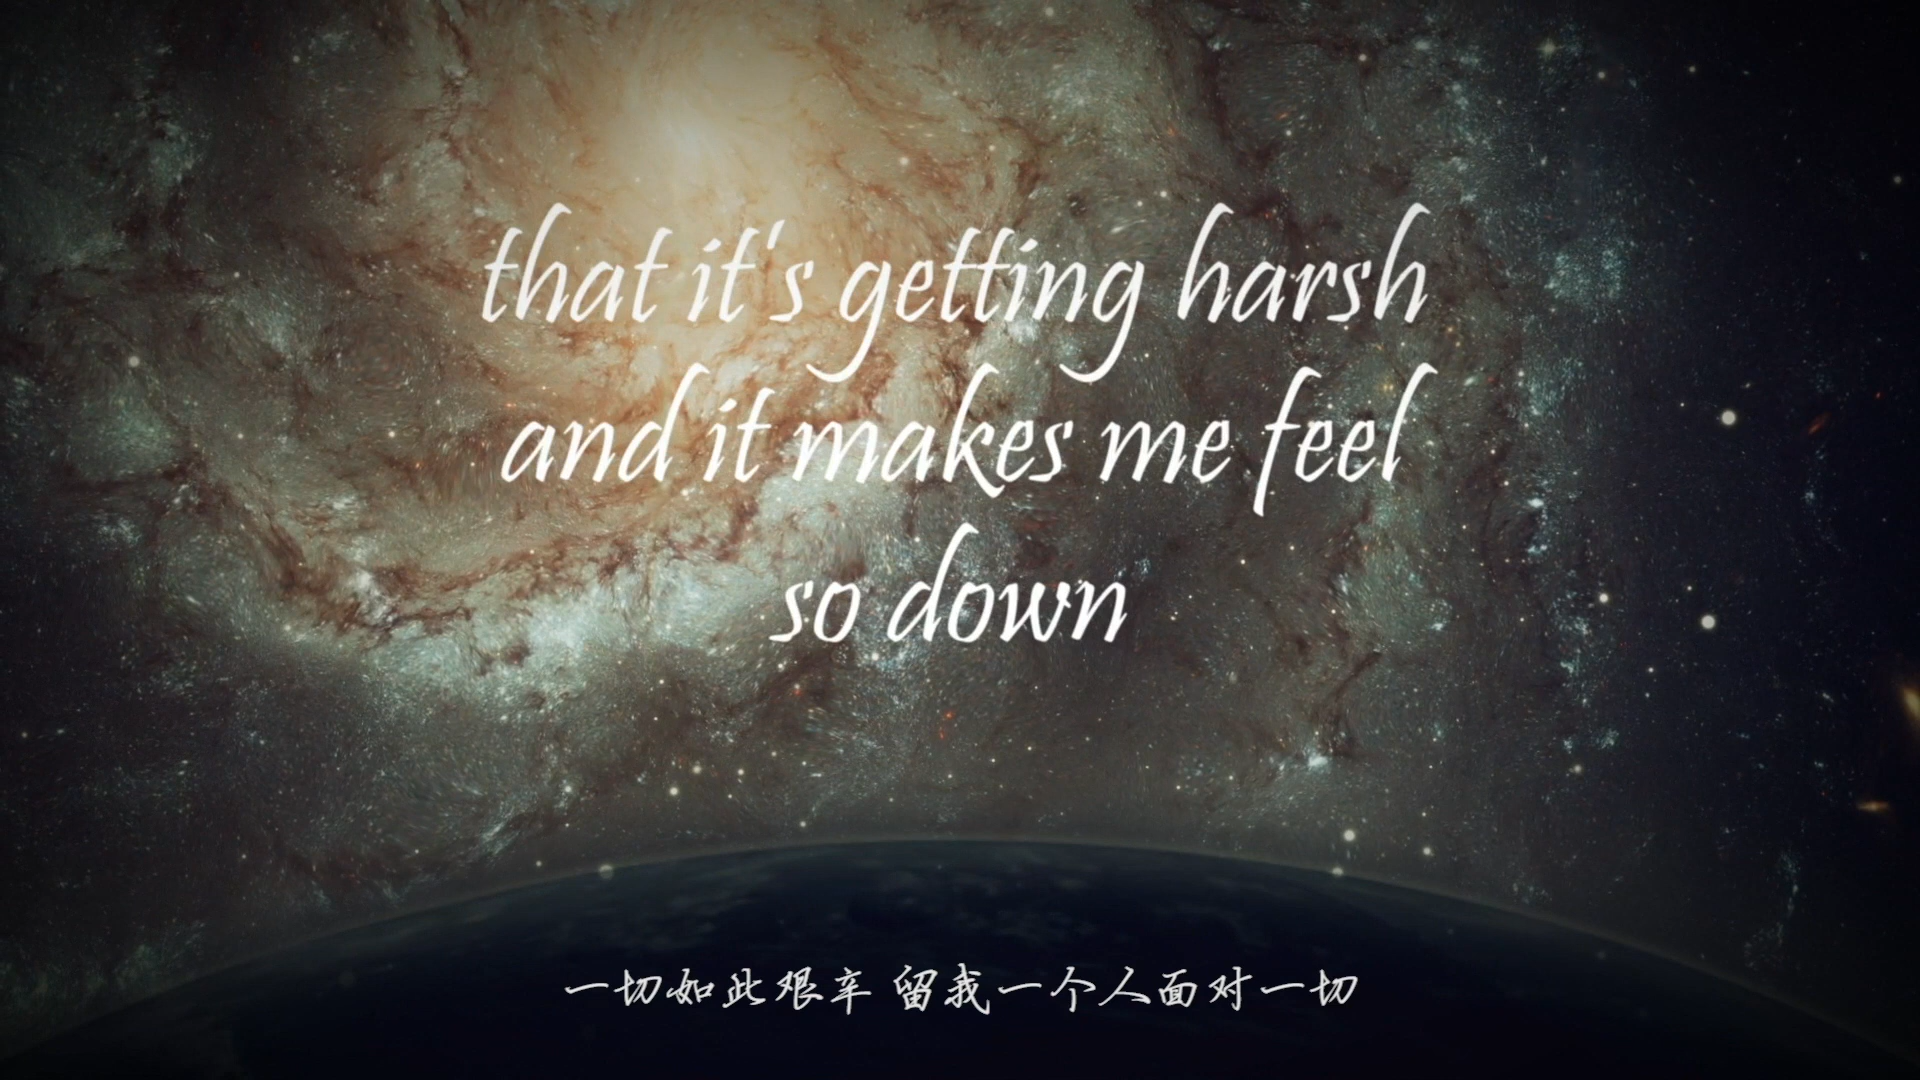 that it's getting harsh
and it makes me feel
so down
一切如此艰辛 留我一个人面对一切